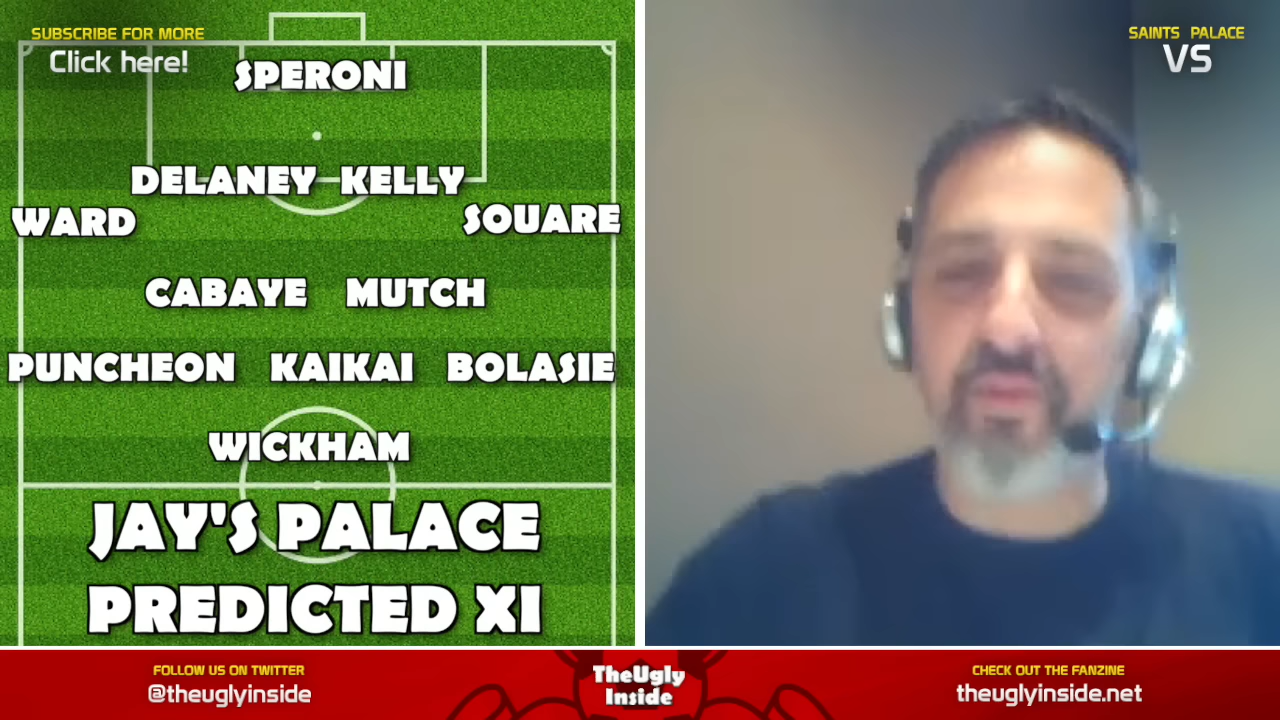 SUBSCRIBE FOR MORE
Click here!
SPERONI
DELANEY KELLY
WARD SOUARE
CABAYE MUTCH
PUNCHEON KAIKAI BOLASIE
WICKHAM
JAY'S PALACE
PREDICTED XI
SAINTS PALACE
VS
FOLLOW US ON TWITTER
@theuglyinside
TheUgly
Inside
CHECK OUT THE FANZINE
theuglyinside.net